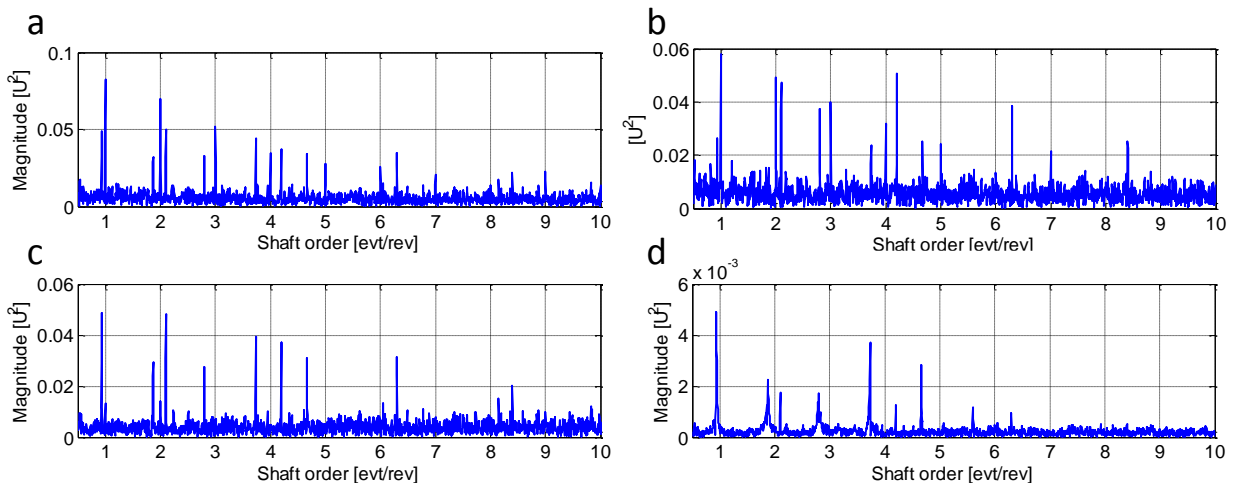 a
0.1
0.05
0
Magnitude [U²]
1 2 3 4 5 6 7 8 9 10
Shaft order [evt/rev]
b
0.06
0.04
0.02
0
[U²]
1 2 3 4 5 6 7 8 9 10
Shaft order [evt/rev]
c
0.06
0.04
0.02
0
Magnitude [U²]
1 2 3 4 5 6 7 8 9 10
Shaft order [evt/rev]
d
x 10⁻³
6
4
2
0
Magnitude [U²]
1 2 3 4 5 6 7 8 9 10
Shaft order [evt/rev]